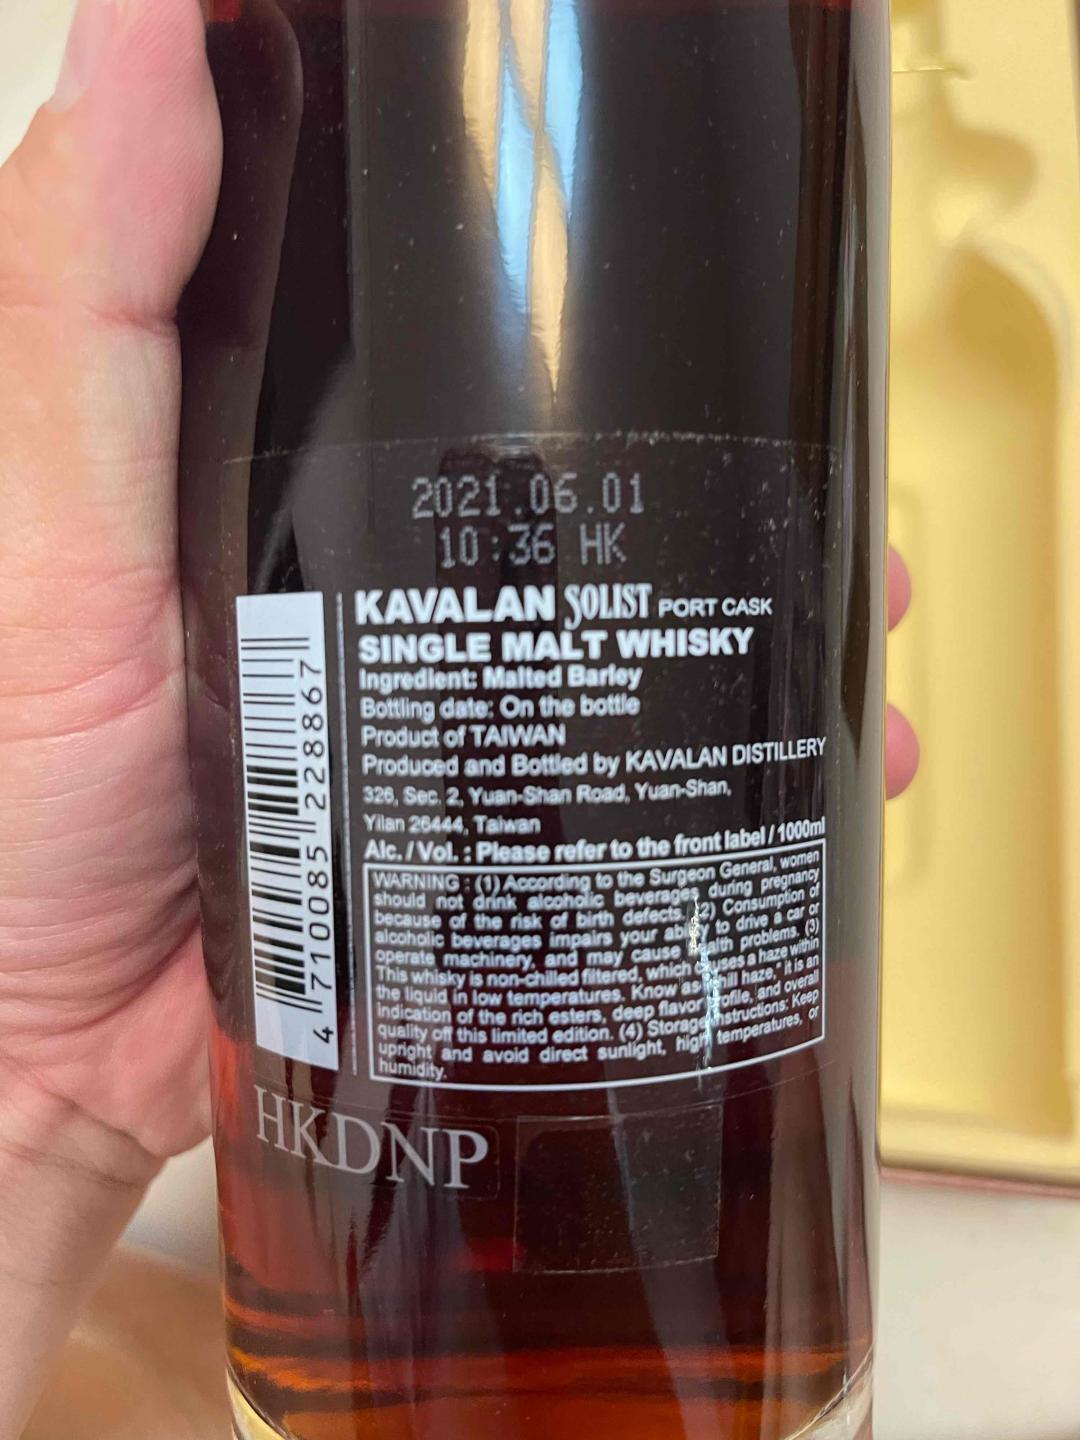 2021.06.01
10:36 HK
KAVALAN SOLIST PORT CASK
SINGLE MALT WHISKY
Ingredient: Malted Barley
Bottling date: On the bottle
Product of TAIWAN
Produced and Bottled by KAVALAN DISTILLERY
326, Sec. 2, Yuan-Shan Road, Yuan-Shan,
Yilan 26444, Taiwan
Alc. / Vol. : Please refer to the front label / 1000ml
WARNING : (1) According to the Surgeon General, women
should not drink alcoholic beverages during pregnancy
because of the risk of birth defects. (2) Consumption of
alcoholic beverages impairs your ability to drive a car or
operate machinery, and may cause health problems. (3)
This whisky is non-chilled filtered, which causes a haze within
the liquid in low temperatures. Know as "chill haze," it is an
indication of the rich esters, deep flavor profile, and overall
quality off this limited edition. (4) Storage Instructions: Keep
upright and avoid direct sunlight, high temperatures, or
humidity.
4 710085 228867
HKDNP